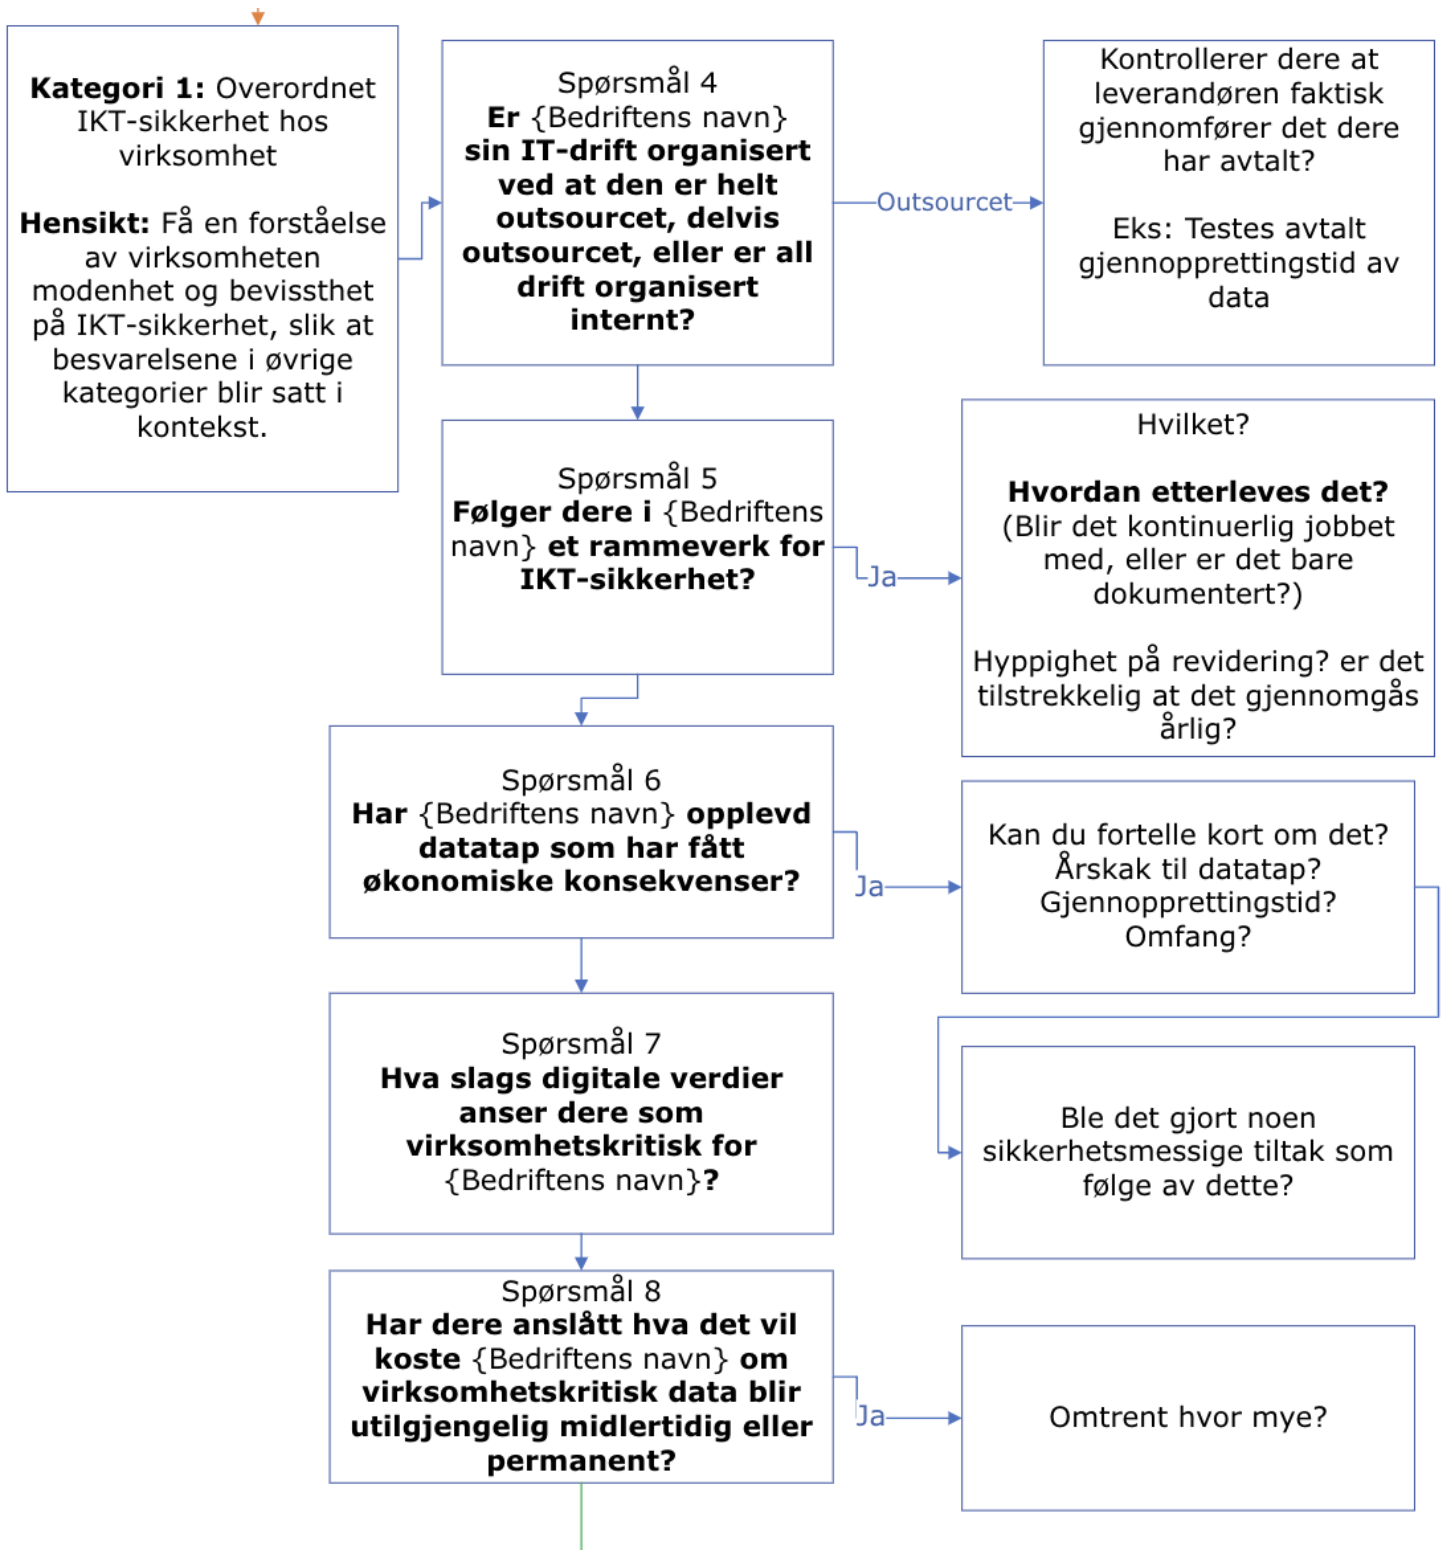 Kategori 1: Overordnet
IKT-sikkerhet hos
virksomhet
Hensikt: Få en forståelse
av virksomheten
modenhet og bevissthet
på IKT-sikkerhet, slik at
besvarelsene i øvrige
kategorier blir satt i
kontekst.
Spørsmål 4
Er {Bedriftens navn}
sin IT-drift organisert
ved at den er helt
outsourcet, delvis
outsourcet, eller er all
drift organisert
internt?
Outsourcet
Kontrollerer dere at
leverandøren faktisk
gjennomfører det dere
har avtalt?
Eks: Testes avtalt
gjennopprettingstid av
data
Spørsmål 5
Følger dere i {Bedriftens
navn} et rammeverk for
IKT-sikkerhet?
Ja
Hvilket?
Hvordan etterleves det?
(Blir det kontinuerlig jobbet
med, eller er det bare
dokumentert?)
Hyppighet på revidering? er det
tilstrekkelig at det gjennomgås
årlig?
Spørsmål 6
Har {Bedriftens navn} opplevd
datatap som har fått
økonomiske konsekvenser?
Ja
Kan du fortelle kort om det?
Årskak til datatap?
Gjennopprettingstid?
Omfang?
Ble det gjort noen
sikkerhetsmessige tiltak som
følge av dette?
Spørsmål 7
Hva slags digitale verdier
anser dere som
virksomhetskritisk for
{Bedriftens navn}?
Spørsmål 8
Har dere anslått hva det vil
koste {Bedriftens navn} om
virksomhetskritisk data blir
utilgjengelig midlertidig eller
permanent?
Ja
Omtrent hvor mye?